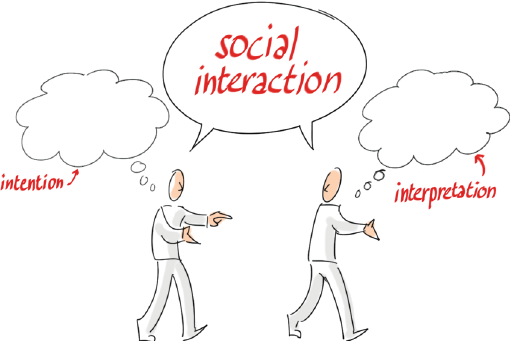 social
interaction
intention
interpretation